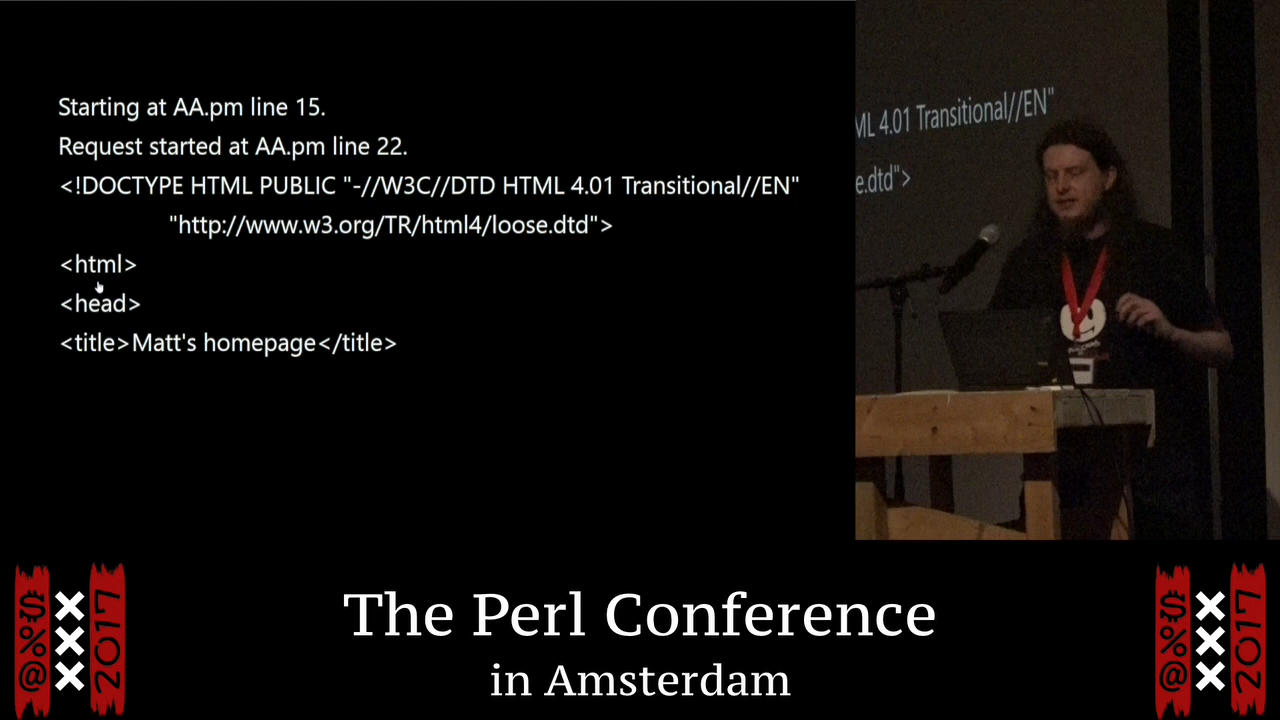 Starting at AA.pm line 15.
Request started at AA.pm line 22.
<!DOCTYPE HTML PUBLIC "-//W3C//DTD HTML 4.01 Transitional//EN"
"http://www.w3.org/TR/html4/loose.dtd">
<html>
<head>
<title>Matt's homepage</title>
ML 4.01 Transitional//EN"
e.dtd">
The Perl Conference
in Amsterdam
@%$
XXX
2017
@%$
XXX
2017